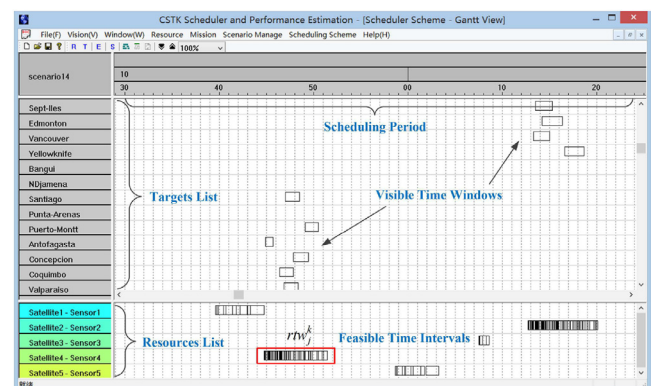 CSTK Scheduler and Performance Estimation - [Scheduler Scheme - Gantt View]
File(F) Vision(V) Window(W) Resource Mission Scenario Manage Scheduling Scheme Help(H)
R T E S 100%
scenario14
10
30 40 50 00 10 20
Sept-Iles
Edmonton
Vancouver
Yellowknife
Bangui
NDjamena
Santiago
Punta-Arenas
Puerto-Montt
Antofagasta
Concepcion
Coquimbo
Valparaiso
Scheduling Period
Targets List
Visible Time Windows
Satellite1 - Sensor1
Satellite2 - Sensor2
Satellite3 - Sensor3
Satellite4 - Sensor4
Satellite5 - Sensor5
Resources List
rtw_j^k
Feasible Time Intervals
就绪